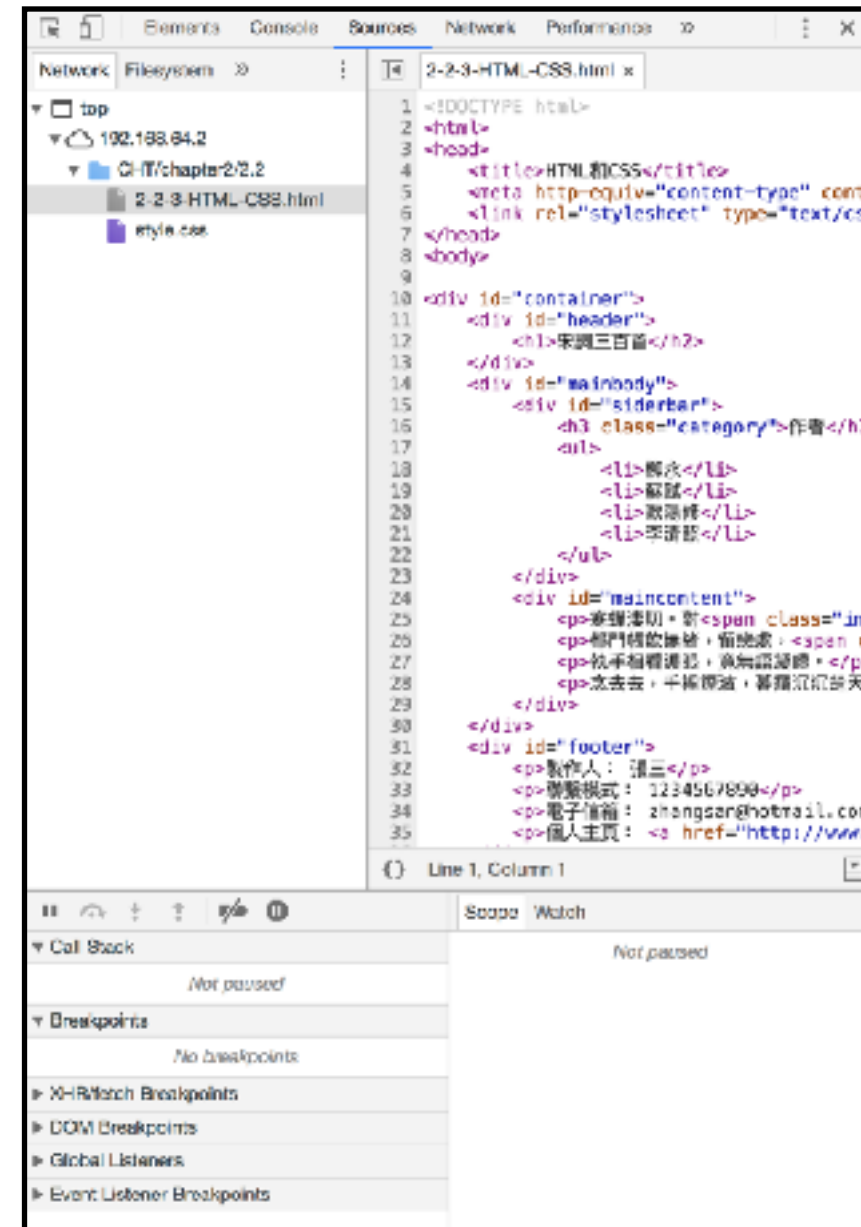 Elements Console Sources Network Performance »
Network Filesystem »
2-2-3-HTML-CSS.html ×
top
192.168.64.2
CHT/chapter2/2.2
2-2-3-HTML-CSS.html
style.css
1 <!DOCTYPE html>
2 <html>
3 <head>
4 <title>HTML和CSS</title>
5 <meta http-equiv="content-type" cont
6 <link rel="stylesheet" type="text/cs
7 </head>
8 <body>
9
10 <div id="container">
11 <div id="header">
12 <h1>宋詞三百首</h2>
13 </div>
14 <div id="mainbody">
15 <div id="siderbar">
16 <h3 class="category">作者</h3
17 <ul>
18 <li>柳永</li>
19 <li>蘇軾</li>
20 <li>歐陽修</li>
21 <li>李清照</li>
22 </ul>
23 </div>
24 <div id="maincontent">
25 <p>寒蟬淒切，對<span class="in
26 <p>都門帳飲無緒，留戀處，<span
27 <p>執手相看淚眼，竟無語凝噎。</p
28 <p>念去去，千里煙波，暮靄沉沉楚天
29 </div>
30 </div>
31 <div id="footer">
32 <p>製作人： 張三</p>
33 <p>聯繫模式： 1234567890</p>
34 <p>電子信箱： zhangsan@hotmail.com
35 <p>個人主頁： <a href="http://www
{} Line 1, Column 1
Scope Watch
Call Stack
Not paused
Not paused
Breakpoints
No breakpoints
XHR/fetch Breakpoints
DOM Breakpoints
Global Listeners
Event Listener Breakpoints